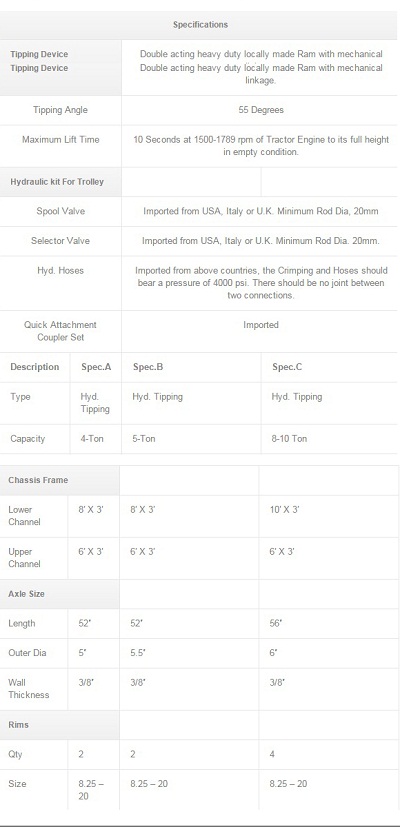 Specifications
Tipping Device Double acting heavy duty locally made Ram with mechanical
Tipping Device Double acting heavy duty locally made Ram with mechanical
linkage.
Tipping Angle 55 Degrees
Maximum Lift Time 10 Seconds at 1500-1789 rpm of Tractor Engine to its full height
in empty condition.
Hydraulic kit For Trolley
Spool Valve Imported from USA, Italy or U.K. Minimum Rod Dia, 20mm
Selector Valve Imported from USA, Italy or U.K. Minimum Rod Dia. 20mm.
Hyd. Hoses Imported from above countries, the Crimping and Hoses should
bear a pressure of 4000 psi. There should be no joint between
two connections.
Quick Attachment Imported
Coupler Set
Description Spec.A Spec.B Spec.C
Type Hyd. Hyd. Tipping Hyd. Tipping
Tipping
Capacity 4-Ton 5-Ton 8-10 Ton
Chassis Frame
Lower 8′ X 3′ 8′ X 3′ 10′ X 3′
Channel
Upper 6′ X 3′ 6′ X 3′ 6′ X 3′
Channel
Axle Size
Length 52″ 52″ 56″
Outer Dia 5″ 5.5″ 6″
Wall 3/8″ 3/8″ 3/8″
Thickness
Rims
Qty 2 2 4
Size 8.25 – 8.25 – 20 8.25 – 20
20